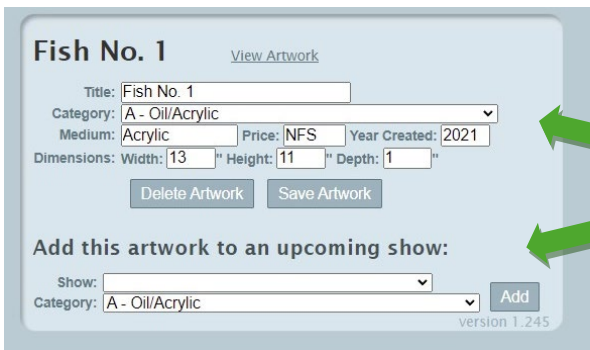 Fish No. 1 View Artwork
Title: Fish No. 1
Category: A - Oil/Acrylic
Medium: Acrylic Price: NFS Year Created: 2021
Dimensions: Width: 13 " Height: 11 " Depth: 1 "
Delete Artwork Save Artwork
Add this artwork to an upcoming show:
Show:
Category: A - Oil/Acrylic Add
version 1.245